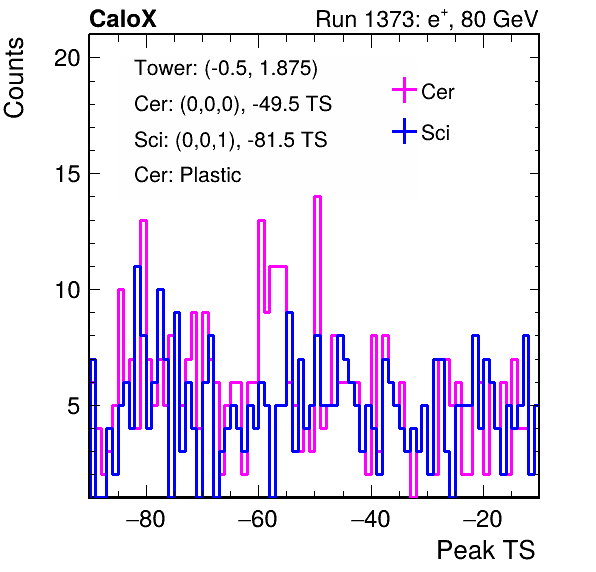 CaloX Run 1373: e⁺, 80 GeV
Counts
Tower: (-0.5, 1.875)
Cer: (0,0,0), -49.5 TS
Sci: (0,0,1), -81.5 TS
Cer: Plastic
Cer
Sci
20
15
10
5
−80 −60 −40 −20
Peak TS